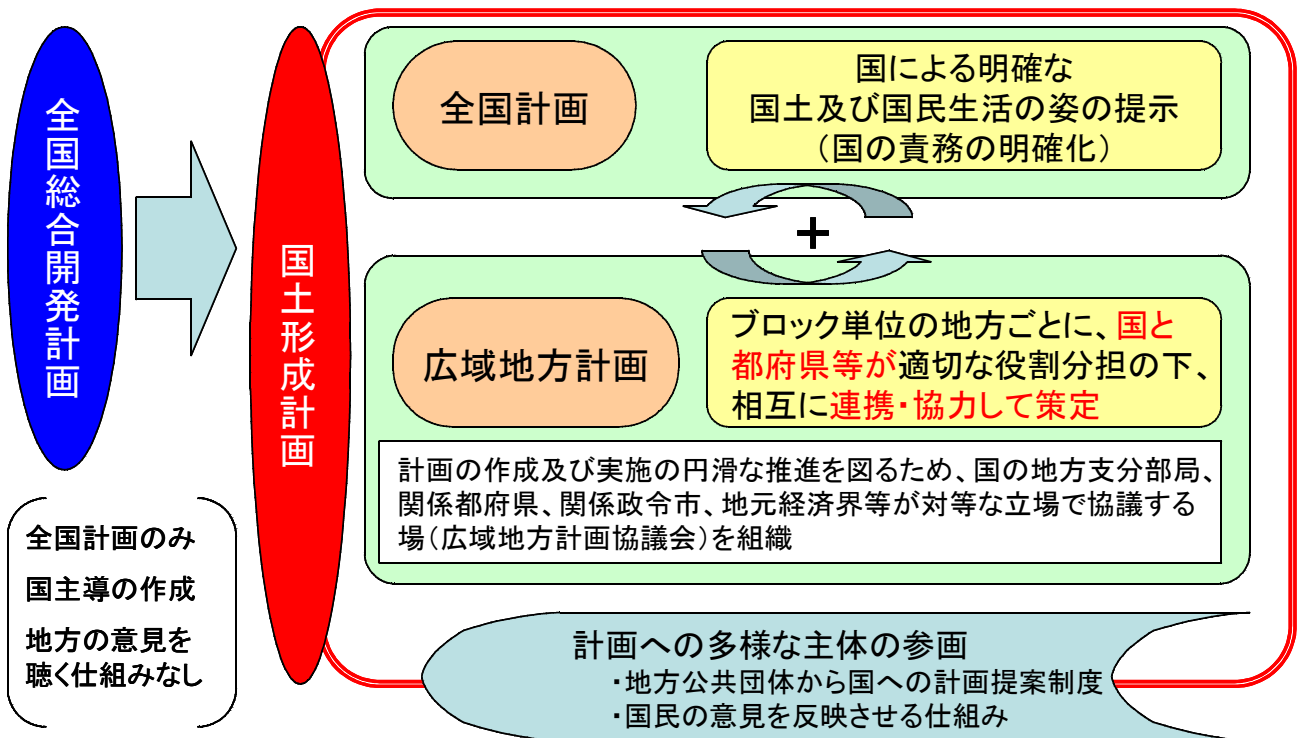 全国総合開発計画
全国計画のみ
国主導の作成
地方の意見を
聴く仕組みなし
国土形成計画
全国計画
国による明確な
国土及び国民生活の姿の提示
（国の責務の明確化）
＋
広域地方計画
ブロック単位の地方ごとに、国と
都府県等が適切な役割分担の下、
相互に連携・協力して策定
計画の作成及び実施の円滑な推進を図るため、国の地方支分部局、
関係都府県、関係政令市、地元経済界等が対等な立場で協議する
場（広域地方計画協議会）を組織
計画への多様な主体の参画
・地方公共団体から国への計画提案制度
・国民の意見を反映させる仕組み